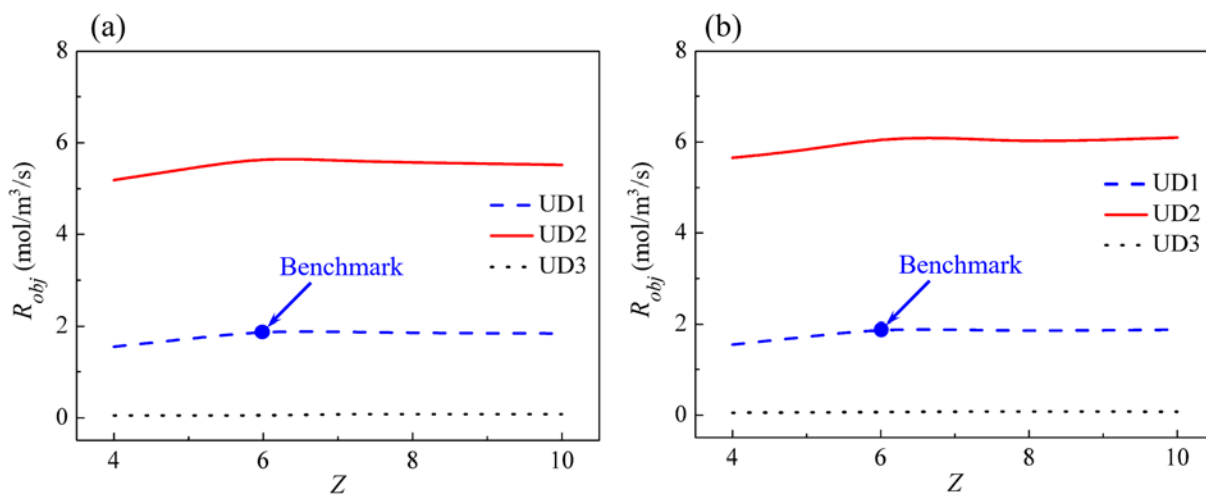 (a)
8
6
4
2
0
R_obj (mol/m³/s)
UD1
UD2
UD3
Benchmark
4 6 8 10
Z
(b)
8
6
4
2
0
R_obj (mol/m³/s)
UD1
UD2
UD3
Benchmark
4 6 8 10
Z